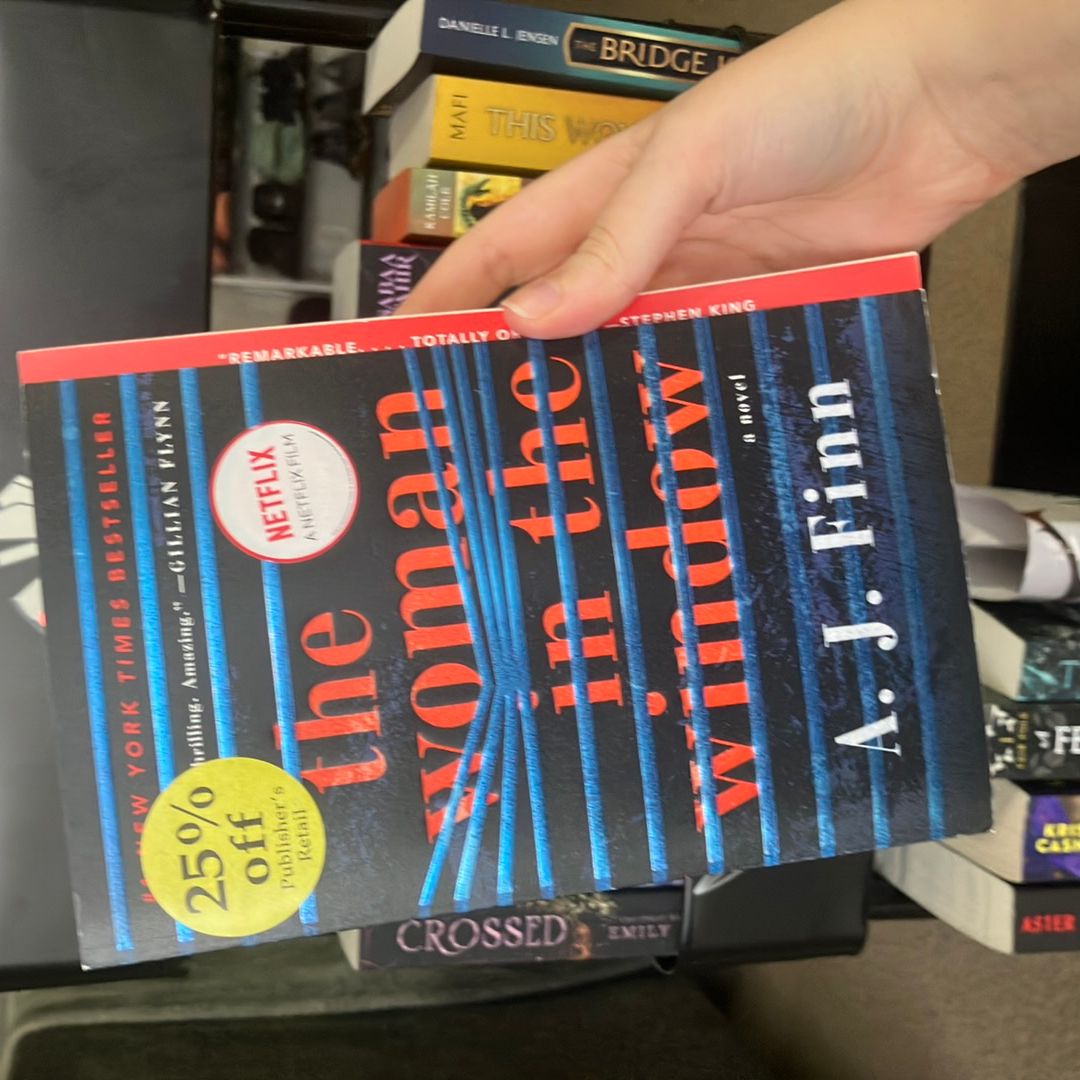 #1 NEW YORK TIMES BESTSELLER
hrilling. Amazing." —GILLIAN FLYNN
NETFLIX
A NETFLIX FILM
25%
off
Publisher's
Retail
the
woman
in the
window
a novel
A. J. Finn
"REMARKABLE. . . . TOTALLY —STEPHEN KING
DANIELLE L. JENSEN THE BRIDGE
MAFI THIS
KAMILAH
COLE
CROSSED
EMILY
ASTER